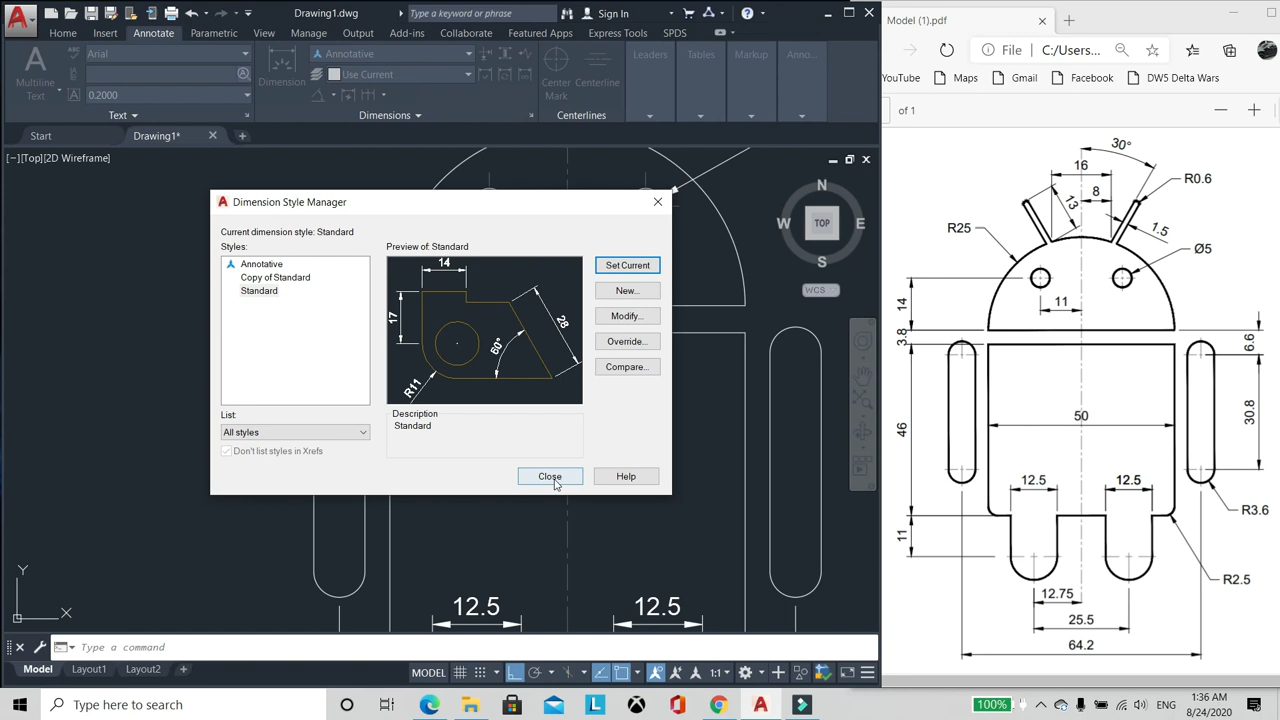 Drawing1.dwg
Type a keyword or phrase
Sign In
Home Insert Annotate Parametric View Manage Output Add-ins Collaborate Featured Apps Express Tools SPDS
Multiline
Text
Arial
0.2000
Text
Dimension
Annotative
Use Current
Dimensions
Center
Mark
Centerline
Centerlines
Leaders
Tables
Markup
Anno...
Start
Drawing1*
[−][Top][2D Wireframe]
Dimension Style Manager
Current dimension style: Standard
Styles:
Annotative
Copy of Standard
Standard
Preview of: Standard
14
17
28
60°
R11
Set Current
New...
Modify...
Override...
Compare...
List:
All styles
Don't list styles in Xrefs
Description
Standard
Close
Help
N
W
TOP
E
S
WCS
12.5
12.5
Y
X
Type a command
Model
Layout1
Layout2
MODEL
1:1
Model (1).pdf
File
C:/Users...
YouTube
Maps
Gmail
Facebook
DW5 Delta Wars
of 1
30°
16
8
13
R0.6
1.5
R25
Ø5
14
11
3.8
6.6
50
30.8
46
12.5
12.5
R3.6
11
R2.5
12.75
25.5
64.2
Type here to search
100%
ENG
1:36 AM
8/24/2020